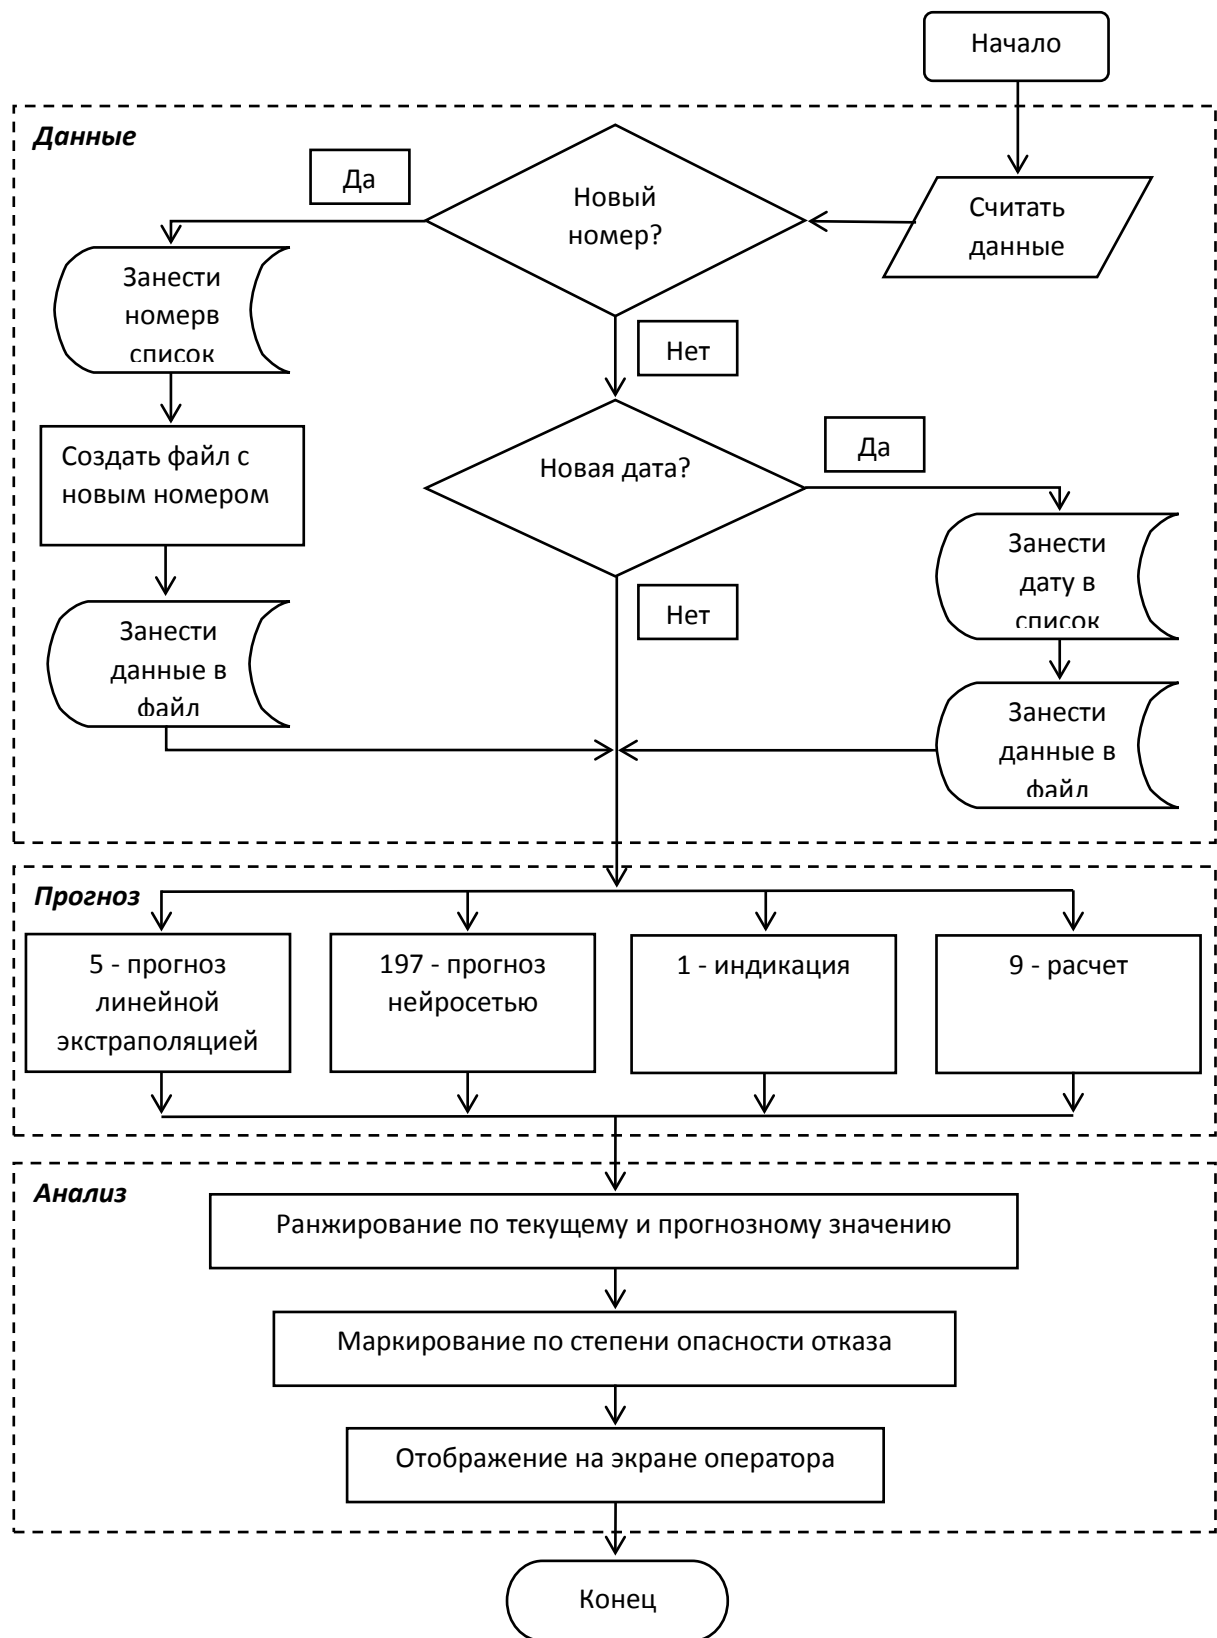 Начало
Данные
Да
Новый
номер?
Считать
данные
Занести
номерв
список
Нет
Создать файл с
новым номером
Новая дата?
Да
Занести
дату в
список
Нет
Занести
данные в
файл
Занести
данные в
файл
Прогноз
5 - прогноз
линейной
экстраполяцией
197 - прогноз
нейросетью
1 - индикация
9 - расчет
Анализ
Ранжирование по текущему и прогнозному значению
Маркирование по степени опасности отказа
Отображение на экране оператора
Конец